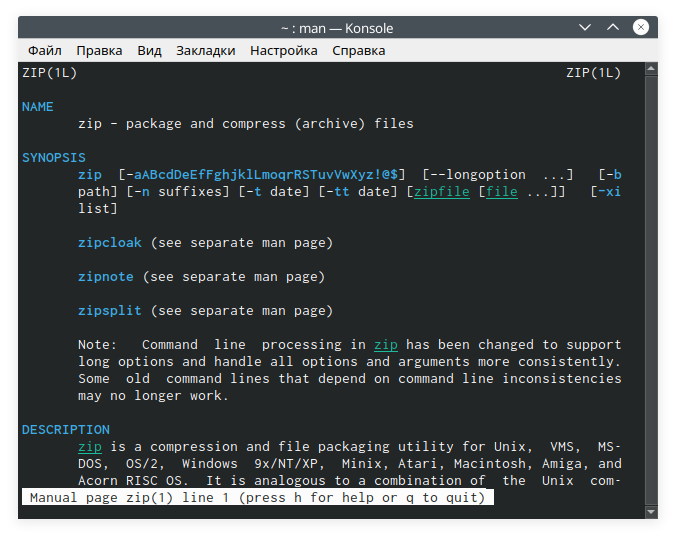 ~ : man — Konsole
Файл Правка Вид Закладки Настройка Справка
ZIP(1L) ZIP(1L)
NAME
zip - package and compress (archive) files
SYNOPSIS
zip [-aABcdDeEfFghjklLmoqrRSTuvVwXyz!@$] [--longoption ...] [-b
path] [-n suffixes] [-t date] [-tt date] [zipfile [file ...]] [-xi
list]
zipcloak (see separate man page)
zipnote (see separate man page)
zipsplit (see separate man page)
Note: Command line processing in zip has been changed to support
long options and handle all options and arguments more consistently.
Some old command lines that depend on command line inconsistencies
may no longer work.
DESCRIPTION
zip is a compression and file packaging utility for Unix, VMS, MS-
DOS, OS/2, Windows 9x/NT/XP, Minix, Atari, Macintosh, Amiga, and
Acorn RISC OS. It is analogous to a combination of the Unix com-
Manual page zip(1) line 1 (press h for help or q to quit)